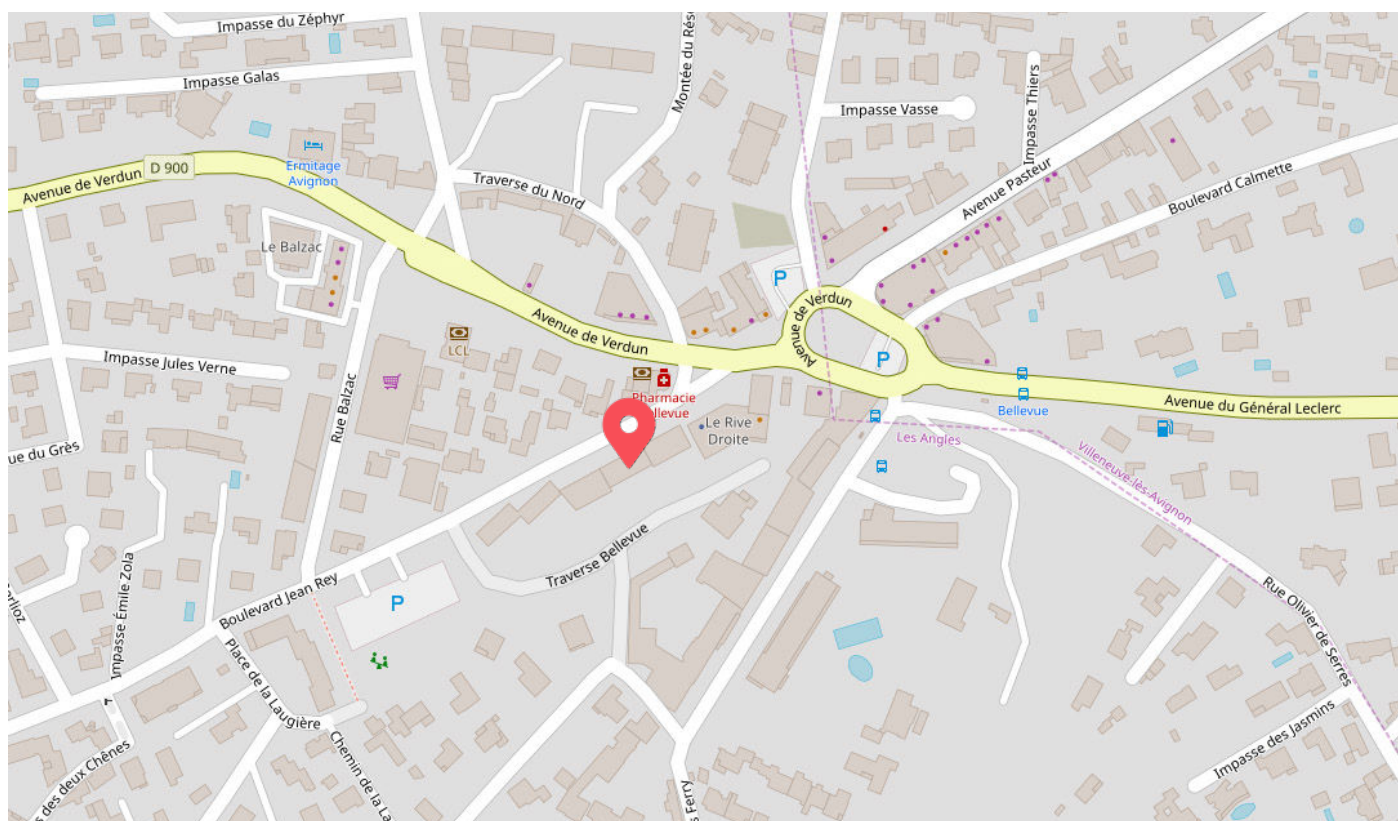 Impasse du Zéphyr
Impasse Galas
Montée du Rése
Impasse Vasse
Impasse Thiers
Avenue de Verdun
D 900
Ermitage
Avignon
Traverse du Nord
Avenue Pasteur
Boulevard Calmette
Le Balzac
Avenue de Verdun
Avenue de Verdun
LCL
Impasse Jules Verne
Rue Balzac
Pharmacie
llevue
Le Rive
Droite
Bellevue
Avenue du Général Leclerc
Les Angles
Villeneuve-lès-Avignon
ue du Grès
Traverse Bellevue
Boulevard Jean Rey
Impasse Émile Zola
erlioz
Rue Olivier de Serres
Place de la Laugière
Chemin de la La
s des deux Chênes
s Ferry
Impasse des Jasmins